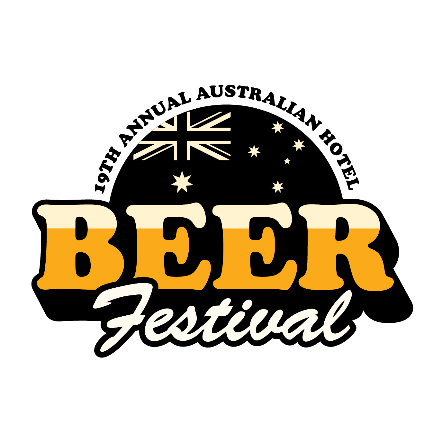 19TH ANNUAL AUSTRALIAN HOTEL
BEER
Festival